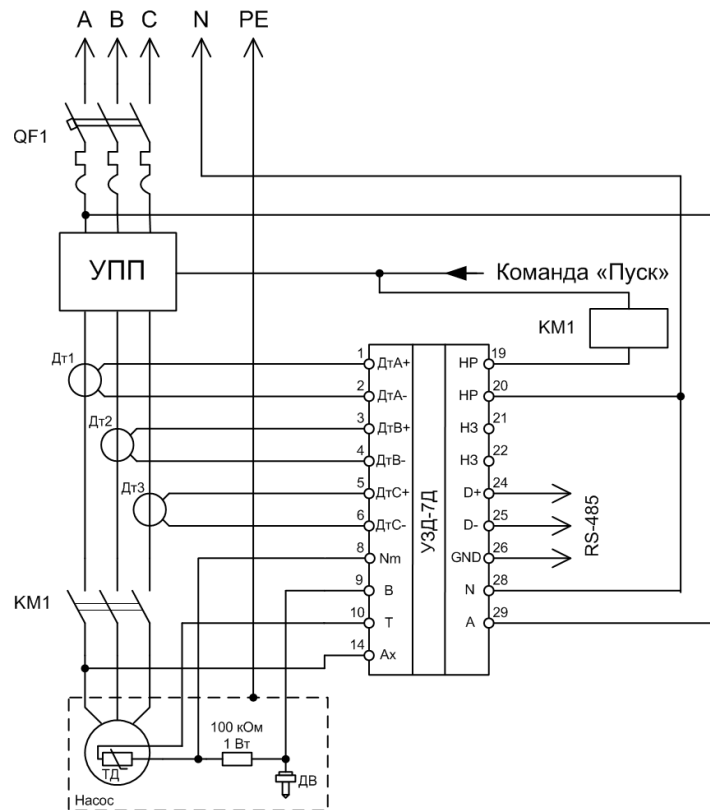 A B C N PE
QF1
УПП
Команда «Пуск»
KM1
Дт1
1 ДтА+ НР 19
2 ДтА- НР 20
Дт2
3 ДтВ+ НЗ 21
4 ДтВ- НЗ 22
Дт3
5 ДтС+ D+ 24
6 ДтС- D- 25
8 Nm GND 26
9 В N 28
10 Т А 29
14 Ах
УЗД-7Д
RS-485
KM1
100 кОм
1 Вт
ТД
ДВ
Насос